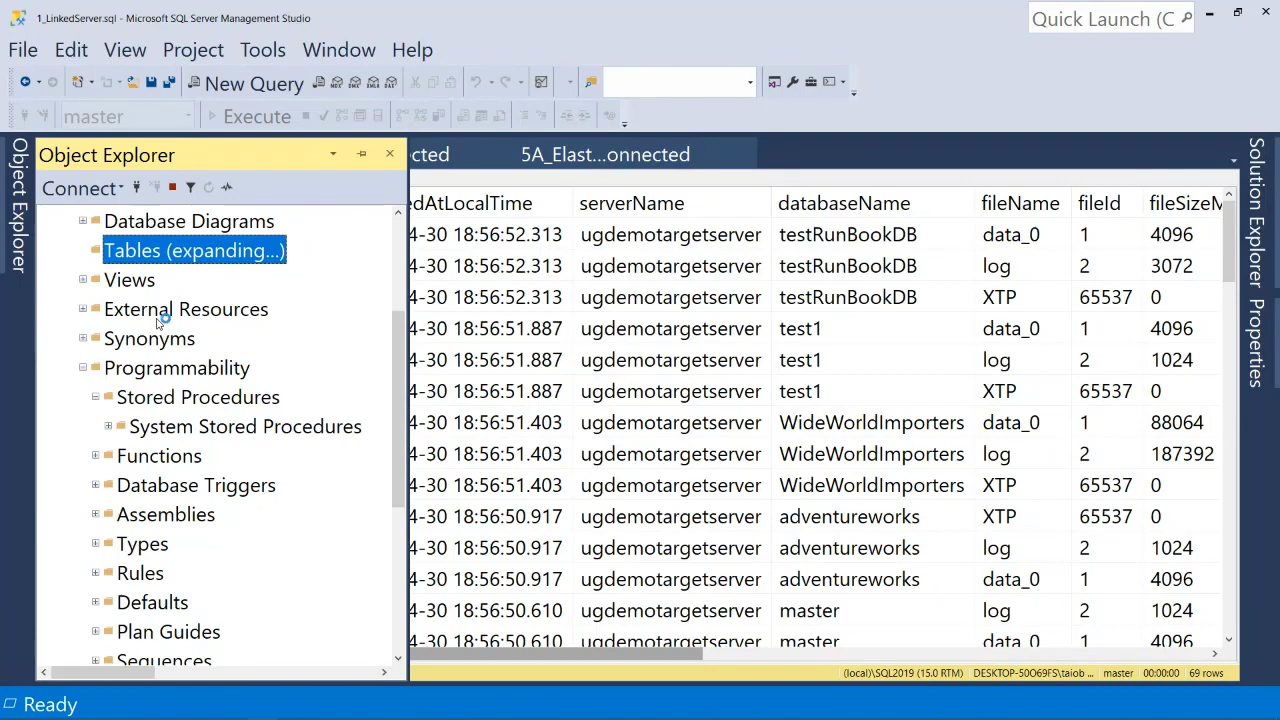 1_LinkedServer.sql - Microsoft SQL Server Management Studio
Quick Launch (C
File Edit View Project Tools Window Help
New Query
master Execute
Object Explorer
Object Explorer
cted 5A_Elast...onnected
Solution Explorer
Properties
Connect
Database Diagrams
Tables (expanding...)
Views
External Resources
Synonyms
Programmability
Stored Procedures
System Stored Procedures
Functions
Database Triggers
Assemblies
Types
Rules
Defaults
Plan Guides
Sequences
edAtLocalTime serverName databaseName fileName fileId fileSizeM
4-30 18:56:52.313 ugdemotargetserver testRunBookDB data_0 1 4096
4-30 18:56:52.313 ugdemotargetserver testRunBookDB log 2 3072
4-30 18:56:52.313 ugdemotargetserver testRunBookDB XTP 65537 0
4-30 18:56:51.887 ugdemotargetserver test1 data_0 1 4096
4-30 18:56:51.887 ugdemotargetserver test1 log 2 1024
4-30 18:56:51.887 ugdemotargetserver test1 XTP 65537 0
4-30 18:56:51.403 ugdemotargetserver WideWorldImporters data_0 1 88064
4-30 18:56:51.403 ugdemotargetserver WideWorldImporters log 2 187392
4-30 18:56:51.403 ugdemotargetserver WideWorldImporters XTP 65537 0
4-30 18:56:50.917 ugdemotargetserver adventureworks XTP 65537 0
4-30 18:56:50.917 ugdemotargetserver adventureworks log 2 1024
4-30 18:56:50.917 ugdemotargetserver adventureworks data_0 1 4096
4-30 18:56:50.610 ugdemotargetserver master log 2 1024
4-30 18:56:50.610 ugdemotargetserver master data_0 1 4096
(local)\SQL2019 (15.0 RTM) DESKTOP-50O69FS\taiob ... master 00:00:00 69 rows
Ready